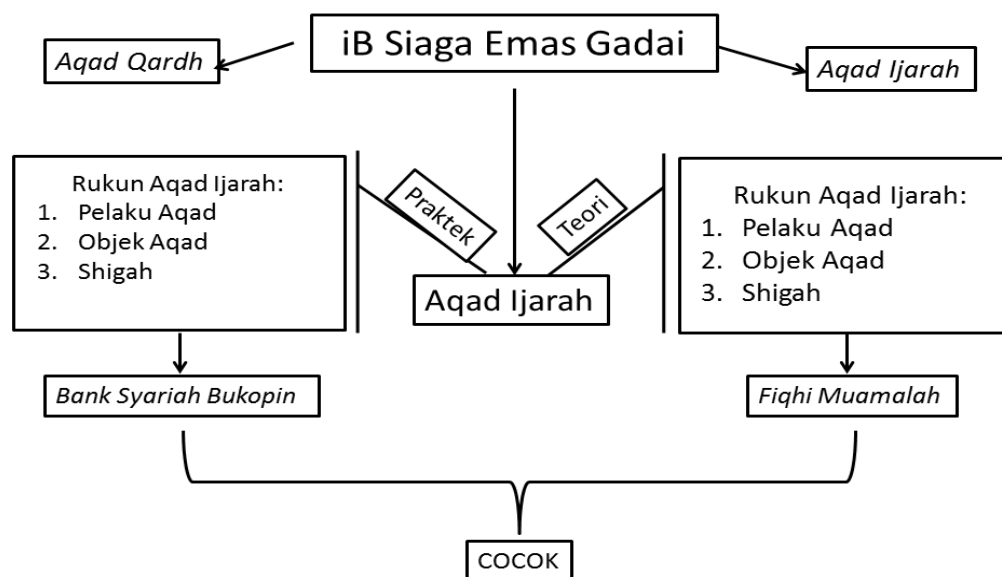 iB Siaga Emas Gadai
Aqad Qardh
Aqad Ijarah
Rukun Aqad Ijarah:
1. Pelaku Aqad
2. Objek Aqad
3. Shigah
Praktek
Teori
Aqad Ijarah
Rukun Aqad Ijarah:
1. Pelaku Aqad
2. Objek Aqad
3. Shigah
Bank Syariah Bukopin
Fiqhi Muamalah
COCOK